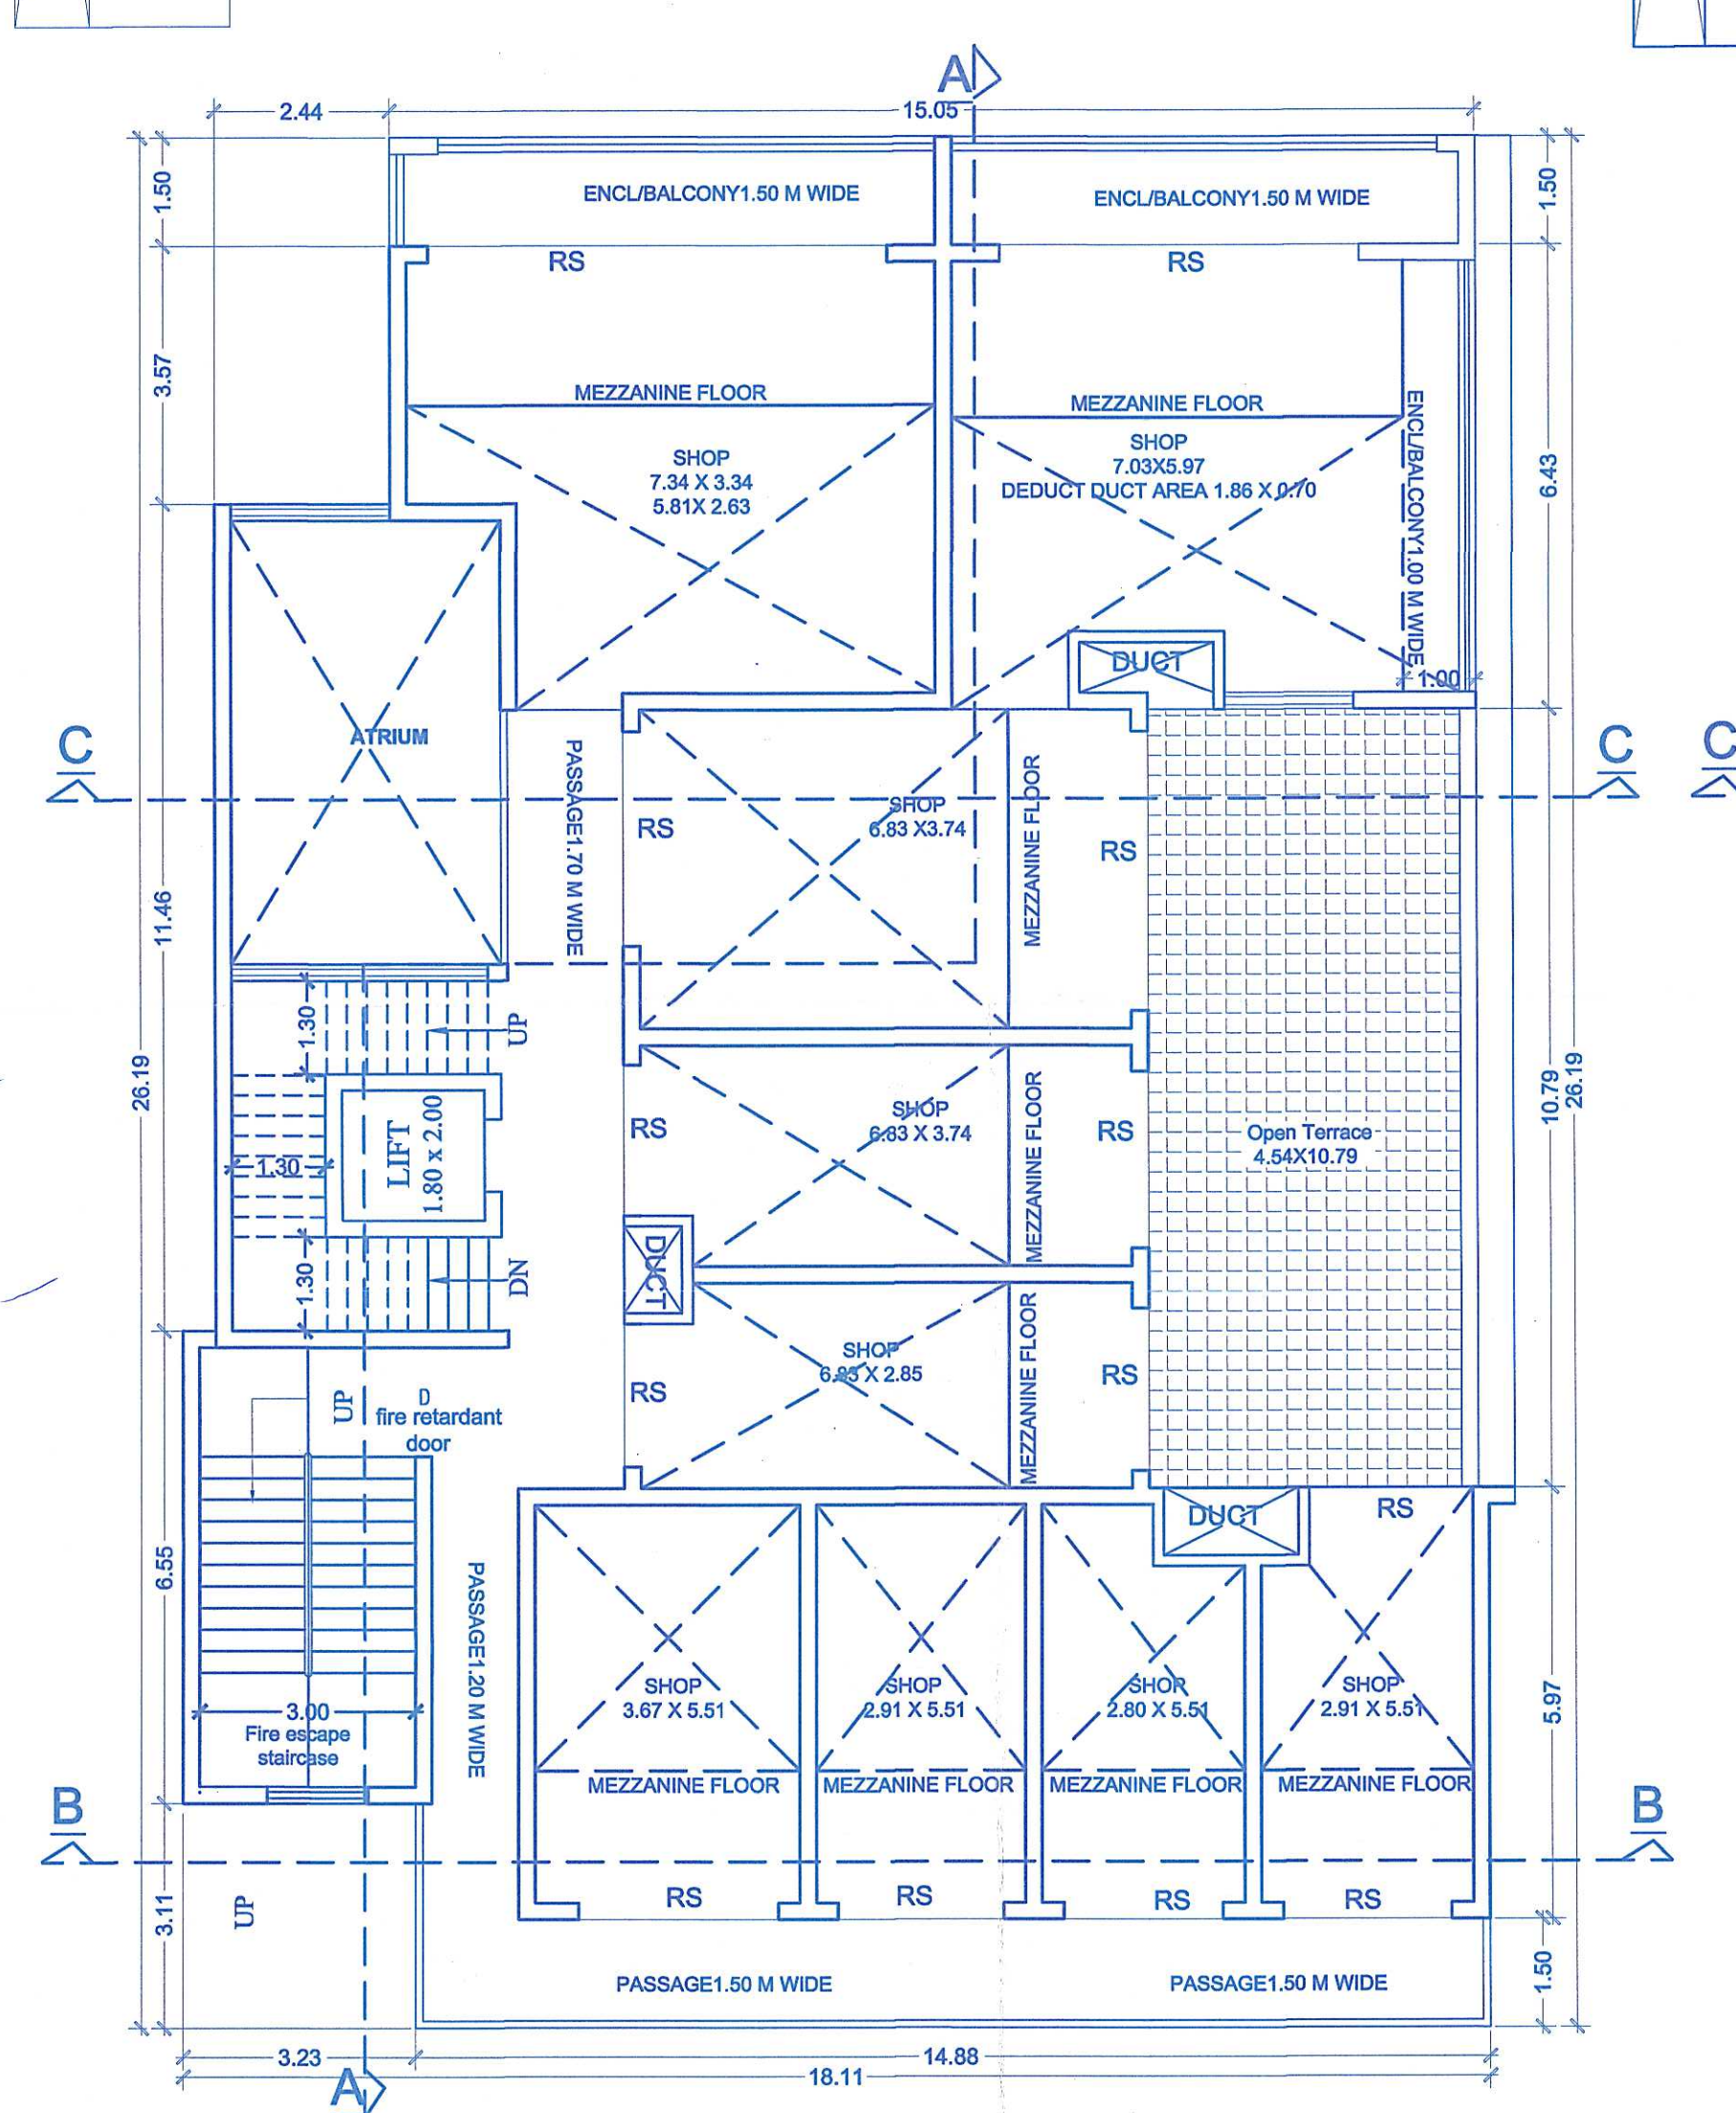 A
2.44
15.05
1.50
ENCL/BALCONY1.50 M WIDE
ENCL/BALCONY1.50 M WIDE
1.50
RS
RS
3.57
MEZZANINE FLOOR
MEZZANINE FLOOR
ENCL/BALCONY1.00 M WIDE
SHOP
7.34 X 3.34
5.81X 2.63
SHOP
7.03X5.97
DEDUCT DUCT AREA 1.86 X 0.70
6.43
DUCT
1.00
C
ATRIUM
PASSAGE1.70 M WIDE
SHOP
6.83 X3.74
MEZZANINE FLOOR
RS
RS
C
C
11.46
1.30
UP
26.19
LIFT
1.80 x 2.00
1.30
RS
SHOP
6.83 X 3.74
MEZZANINE FLOOR
RS
Open Terrace
4.54X10.79
10.79
26.19
1.30
DN
DUCT
SHOP
6.83 X 2.85
MEZZANINE FLOOR
RS
RS
UP
D
fire retardant
door
DUCT
RS
6.55
PASSAGE1.20 M WIDE
SHOP
3.67 X 5.51
SHOP
2.91 X 5.51
SHOP
2.80 X 5.51
SHOP
2.91 X 5.51
5.97
3.00
Fire escape
staircase
MEZZANINE FLOOR
MEZZANINE FLOOR
MEZZANINE FLOOR
MEZZANINE FLOOR
B
B
3.11
UP
RS
RS
RS
RS
PASSAGE1.50 M WIDE
PASSAGE1.50 M WIDE
1.50
3.23
14.88
18.11
A